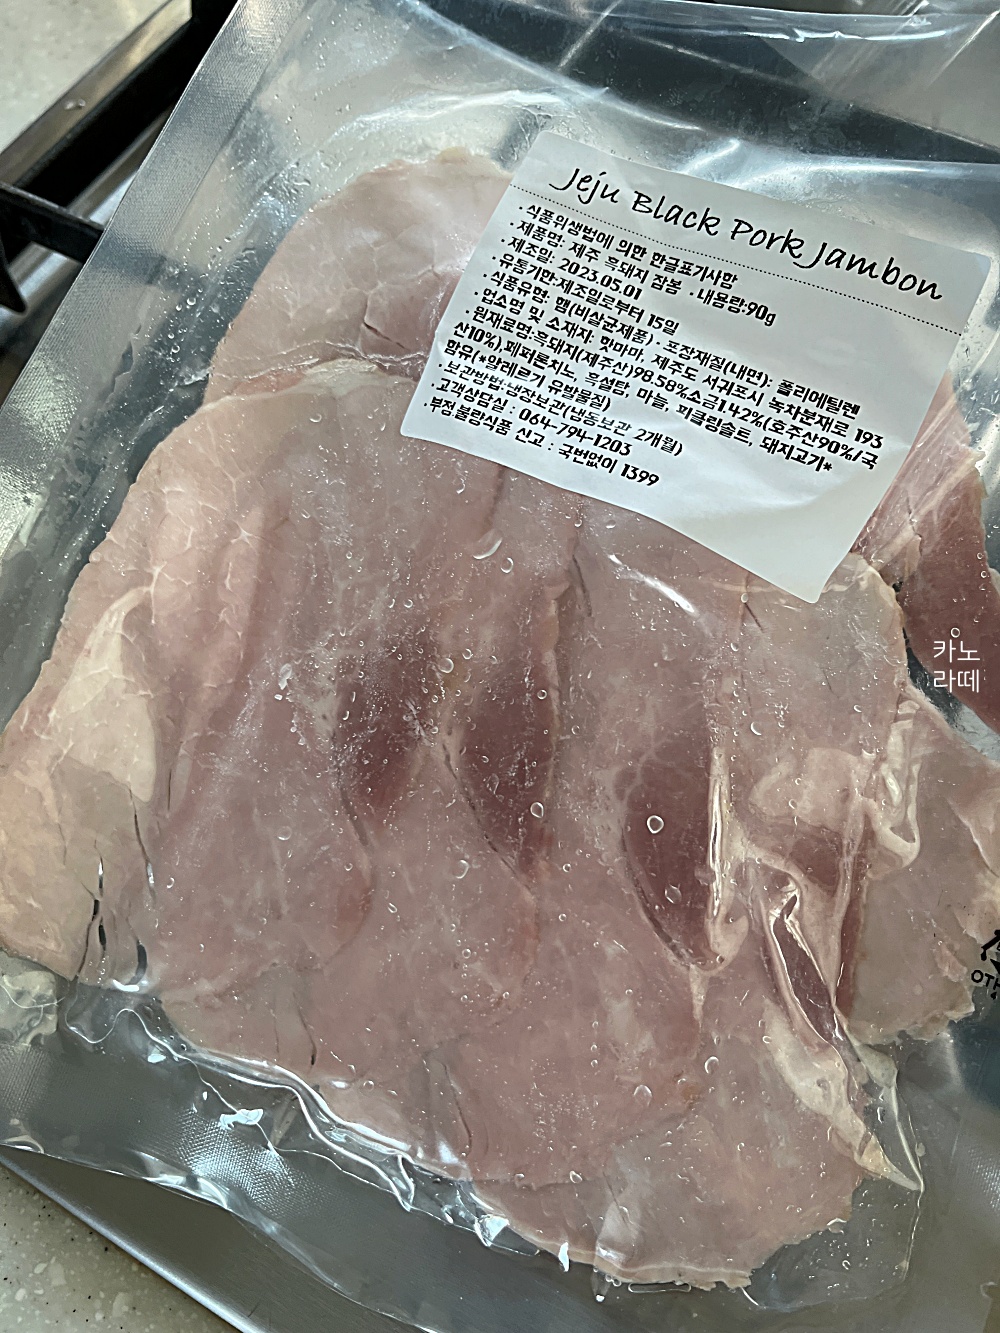 Jeju Black Pork Jambon
·식품위생법에 의한 한글표기사항
·제품명: 제주 흑돼지 잠봉 ·내용량:90g
·제조일: 2023.05.01
·유통기한:제조일로부터 15일
·식품유형: 햄(비살균제품)· 포장재질(내면): 폴리에틸렌
·업소명 및 소재지: 핫마마, 제주도 서귀포시 녹차분재로 193
·원재료명:흑돼지(제주산)98.58%,소금1.42%(호주산90%/국
산10%).페퍼론치노, 흑설탕, 마늘, 피클링솔트, 돼지고기*
함유(*알레르기 유발물질)
·보관방법:냉장보관(냉동보관 2개월)
·고객상담실 : 064-794-1203
·부정불량식품 신고 : 국번없이 1399
카노
라떼